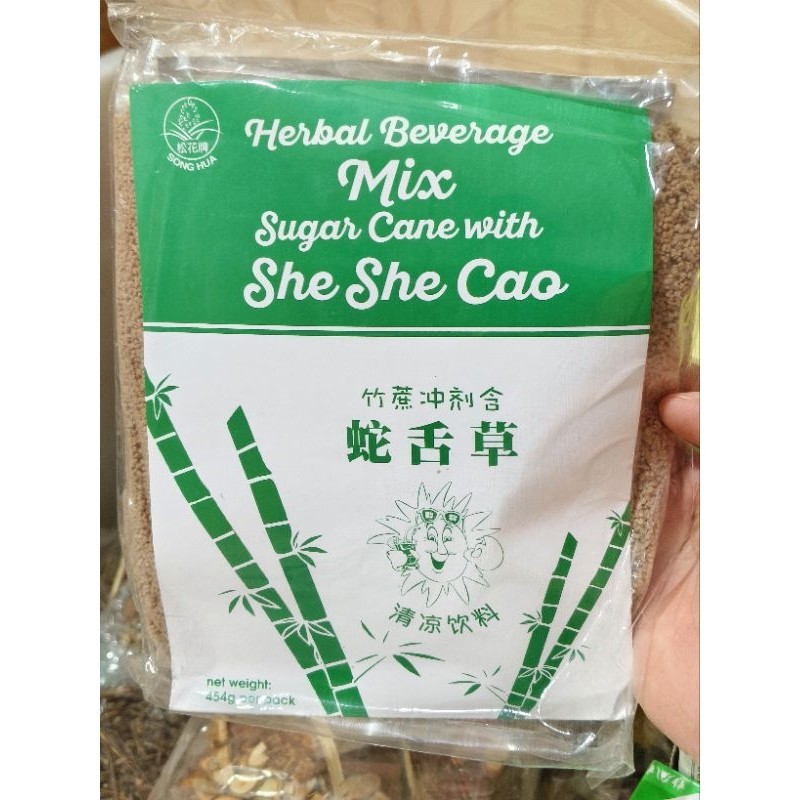 松花牌
SONG HUA
Herbal Beverage
Mix
Sugar Cane with
She She Cao
竹蔗冲剂含
蛇舌草
清凉饮料
net weight:
454g per pack